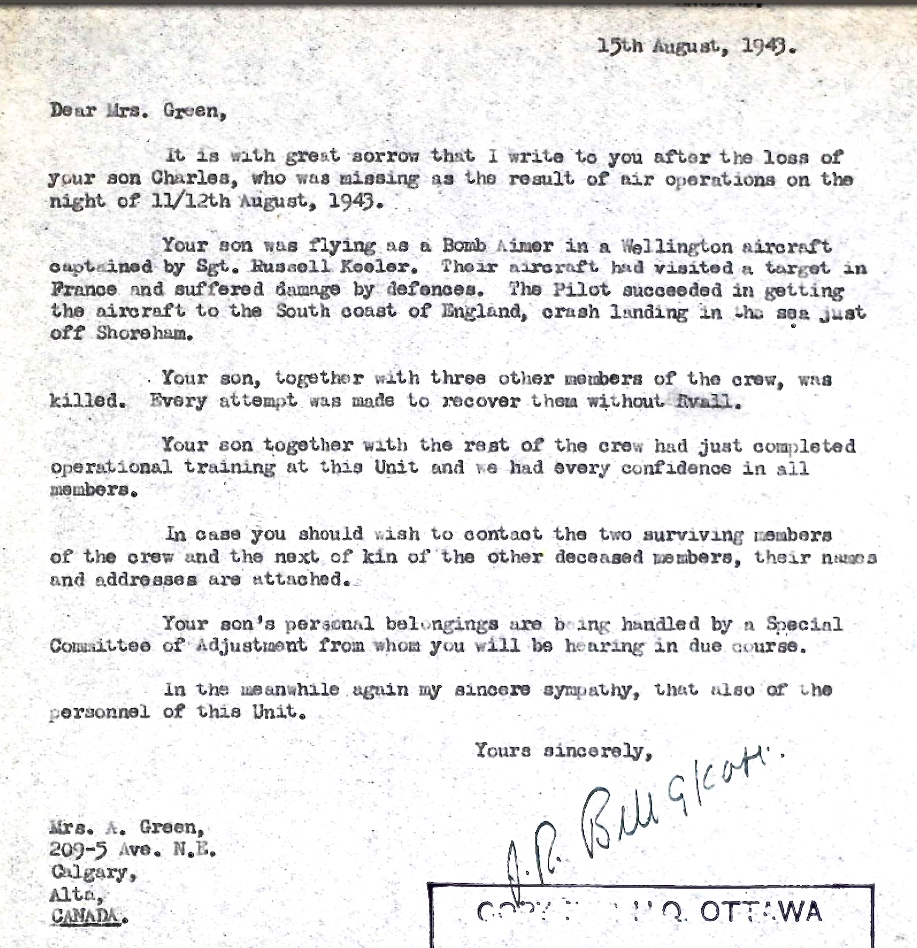 15th August, 1943.
Dear Mrs. Green,
It is with great sorrow that I write to you after the loss of
your son Charles, who was missing as the result of air operations on the
night of 11/12th August, 1943.
Your son was flying as a Bomb Aimer in a Wellington aircraft
captained by Sgt. Russell Keeler. Their aircraft had visited a target in
France and suffered damage by defences. The Pilot succeeded in getting
the aircraft to the South coast of England, crash landing in the sea just
off Shoreham.
Your son, together with three other members of the crew, was
killed. Every attempt was made to recover them without Evall.
Your son together with the rest of the crew had just completed
operational training at this Unit and we had every confidence in all
members.
In case you should wish to contact the two surviving members
of the crew and the next of kin of the other deceased members, their names
and addresses are attached.
Your son's personal belongings are being handled by a Special
Committee of Adjustment from whom you will be hearing in due course.
In the meanwhile again my sincere sympathy, that also of the
personnel of this Unit.
Yours sincerely,
J.R.
Mrs. A. Green,
209-5 Ave. N.E.
Calgary,
Alta,
CANADA.
COPY OTTAWA